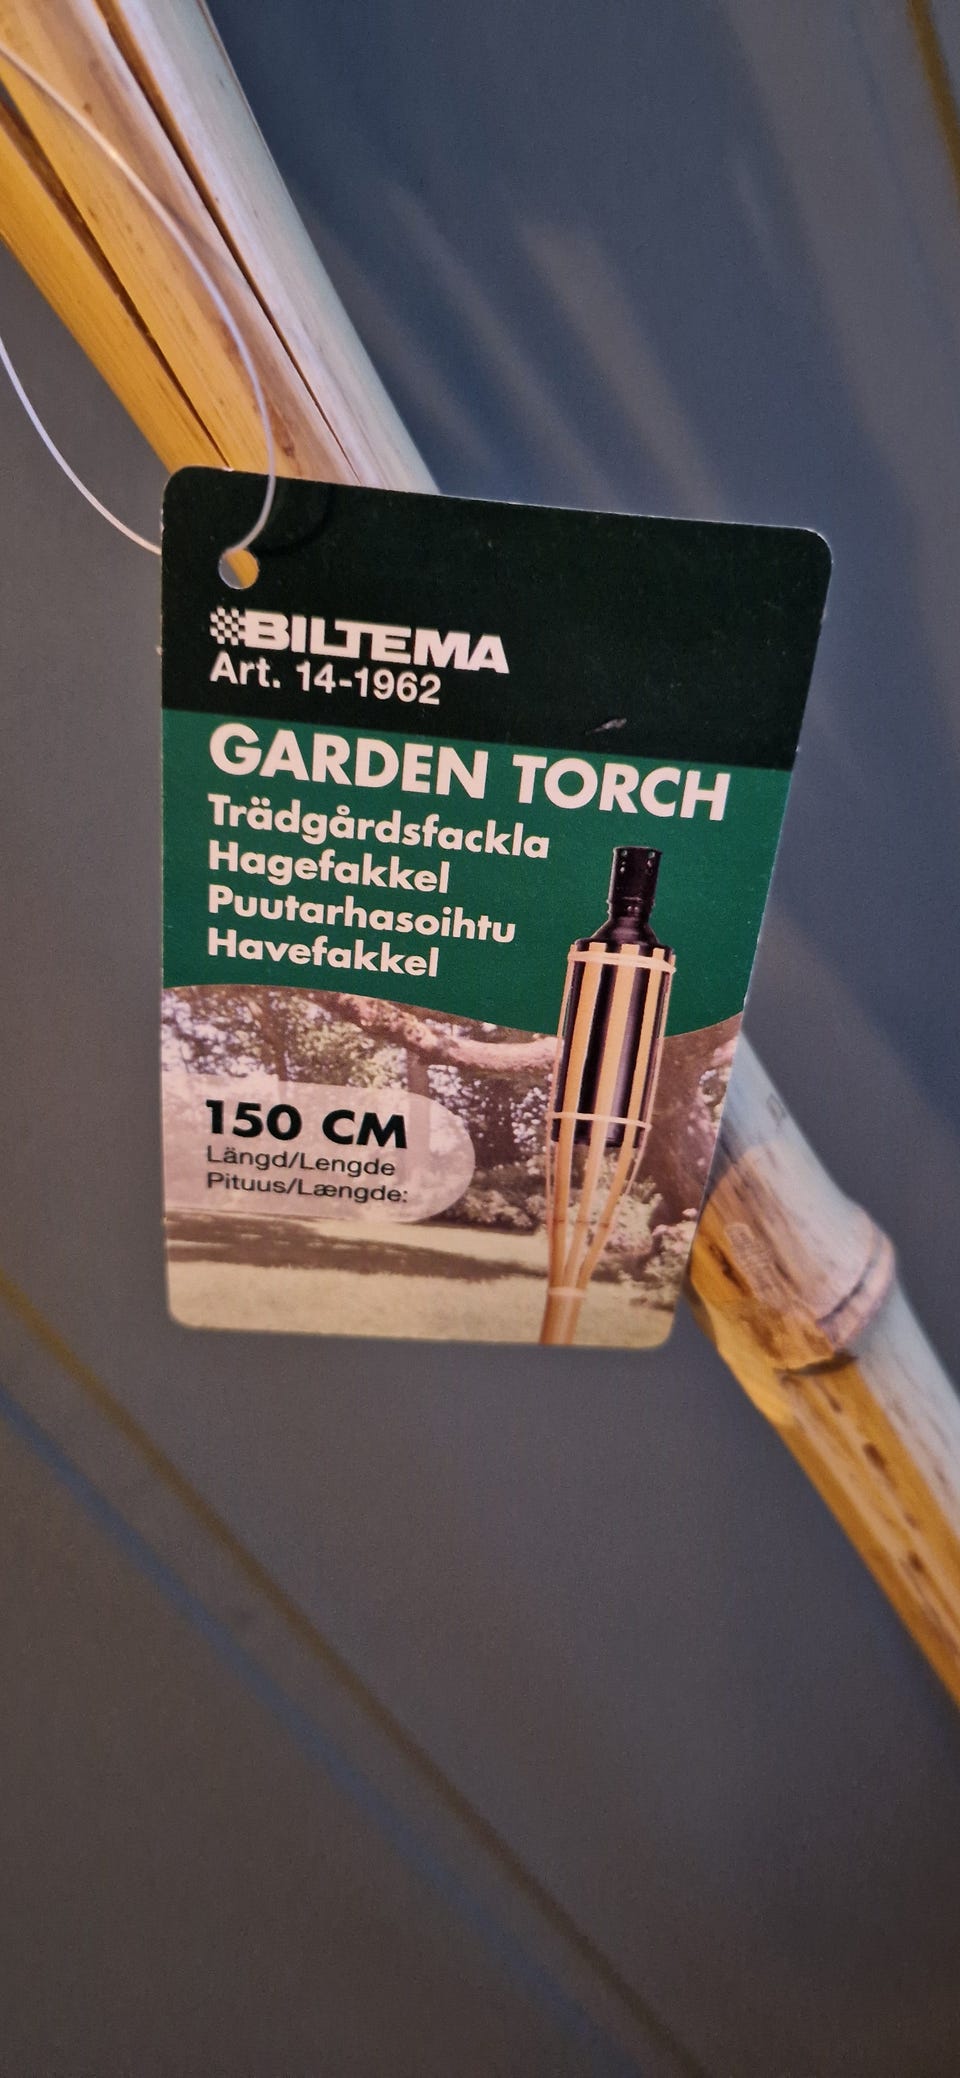 BILTEMA
Art. 14-1962
GARDEN TORCH
Trädgårdsfackla
Hagefakkel
Puutarhasoihtu
Havefakkel
150 CM
Längd/Lengde
Pituus/Længde: